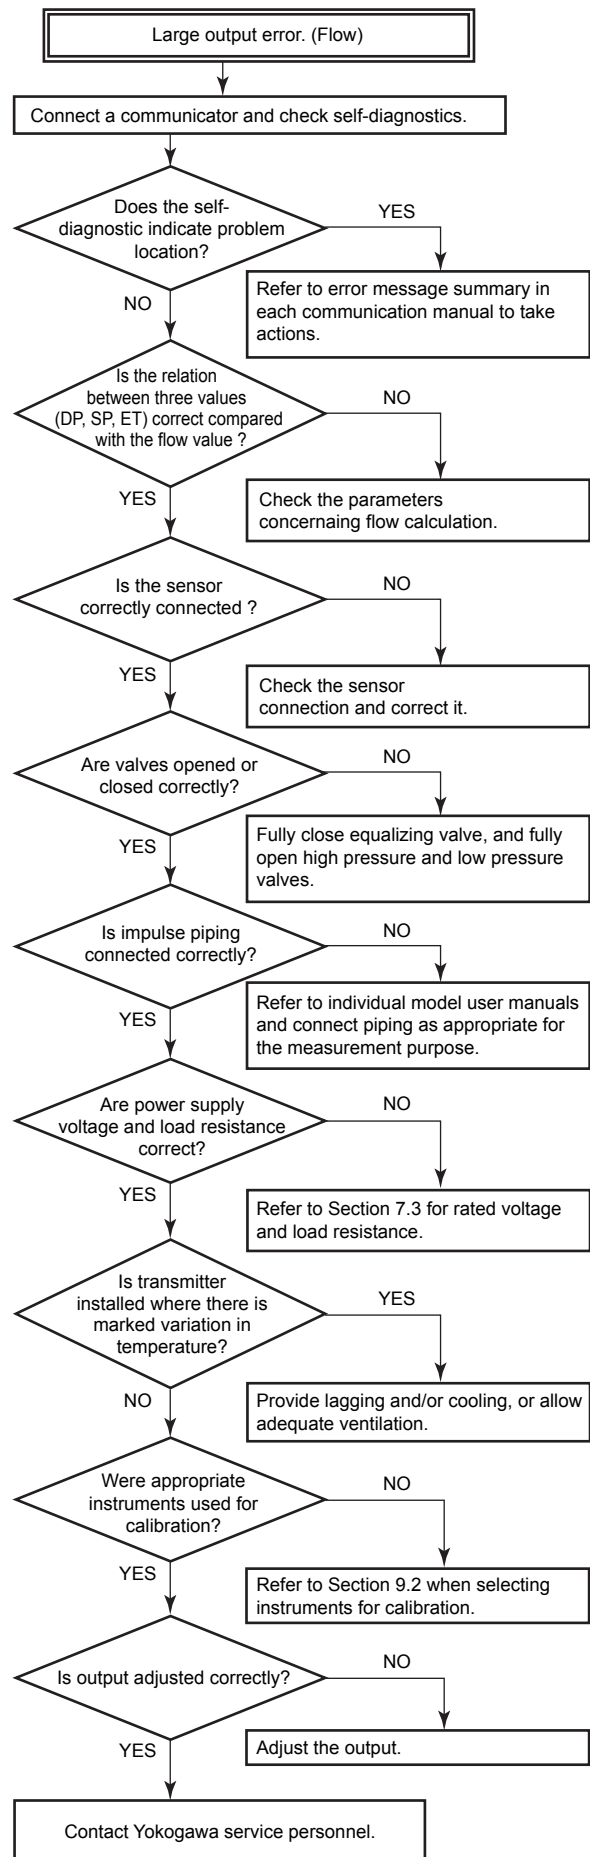 Large output error. (Flow)
Connect a communicator and check self-diagnostics.
Does the self-
diagnostic indicate problem
location?
YES
Refer to error message summary in
each communication manual to take
actions.
NO
Is the relation
between three values
(DP, SP, ET) correct compared
with the flow value ?
NO
Check the parameters
concernaing flow calculation.
YES
Is the sensor
correctly connected ?
NO
Check the sensor
connection and correct it.
YES
Are valves opened or
closed correctly?
NO
Fully close equalizing valve, and fully
open high pressure and low pressure
valves.
YES
Is impulse piping
connected correctly?
NO
Refer to individual model user manuals
and connect piping as appropriate for
the measurement purpose.
YES
Are power supply
voltage and load resistance
correct?
NO
Refer to Section 7.3 for rated voltage
and load resistance.
YES
Is transmitter
installed where there is
marked variation in
temperature?
YES
Provide lagging and/or cooling, or allow
adequate ventilation.
NO
Were appropriate
instruments used for
calibration?
NO
Refer to Section 9.2 when selecting
instruments for calibration.
YES
Is output adjusted correctly?
NO
Adjust the output.
YES
Contact Yokogawa service personnel.